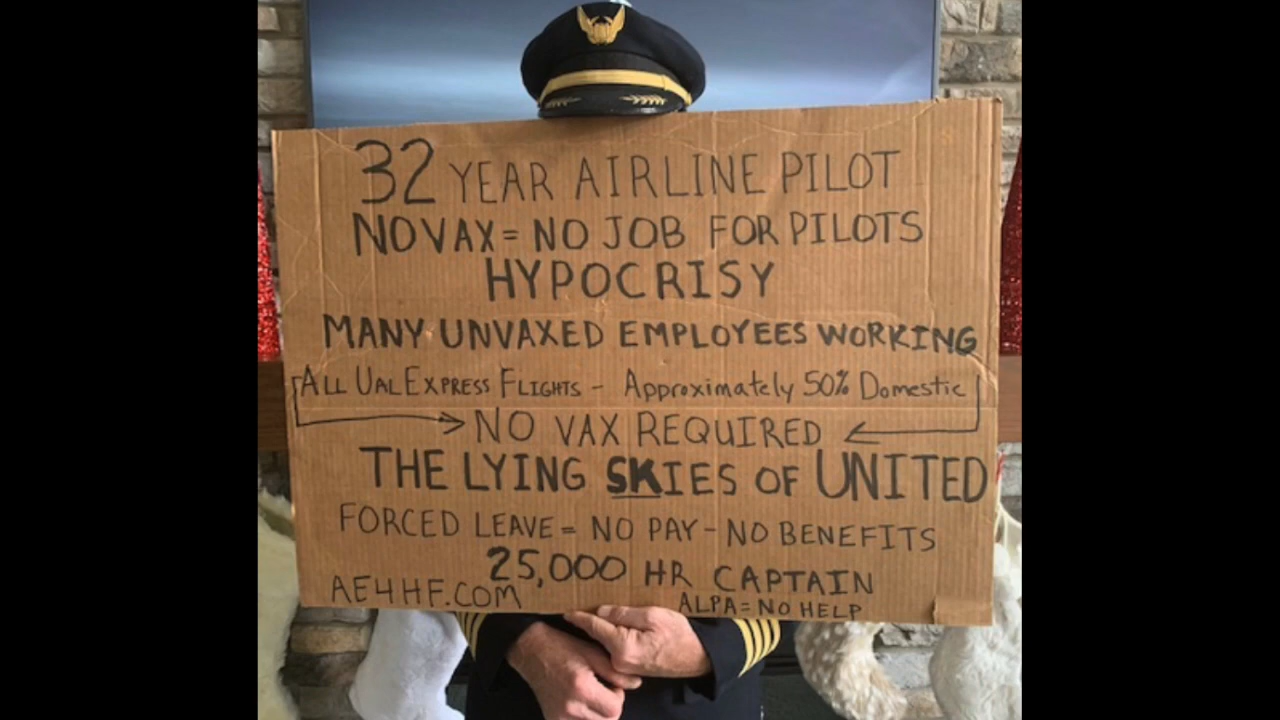 32 YEAR AIRLINE PILOT
NO VAX = NO JOB FOR PILOTS
HYPOCRISY
MANY UNVAXED EMPLOYEES WORKING
ALL UAL EXPRESS FLIGHTS - Approximately 50% Domestic
NO VAX REQUIRED
THE LYING SKIES OF UNITED
FORCED LEAVE = NO PAY - NO BENEFITS
25,000 HR CAPTAIN
AE4HF.COM ALPA = NO HELP